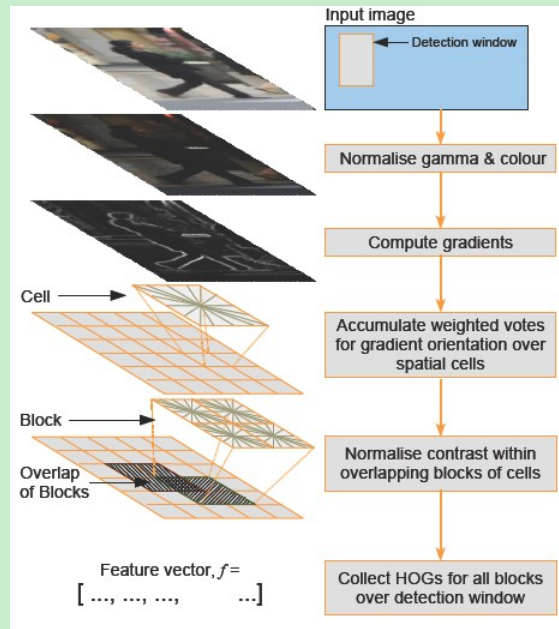 Input image
Detection window
Normalise gamma & colour
Compute gradients
Cell
Accumulate weighted votes
for gradient orientation over
spatial cells
Block
Overlap
of Blocks
Normalise contrast within
overlapping blocks of cells
Feature vector, f =
[ ..., ..., ..., ...]
Collect HOGs for all blocks
over detection window